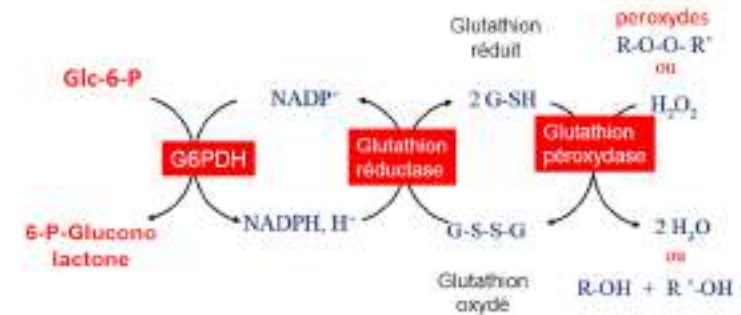 Glutathion
réduit
peroxydes
R-O-O- R'
ou
H₂O₂
Glc-6-P
NADP⁺
2 G-SH
G6PDH
Glutathion
réductase
Glutathion
péroxydase
6-P-Glucono
lactone
NADPH, H⁺
G-S-S-G
2 H₂O
ou
R-OH + R'-OH
Glutathion
oxydé